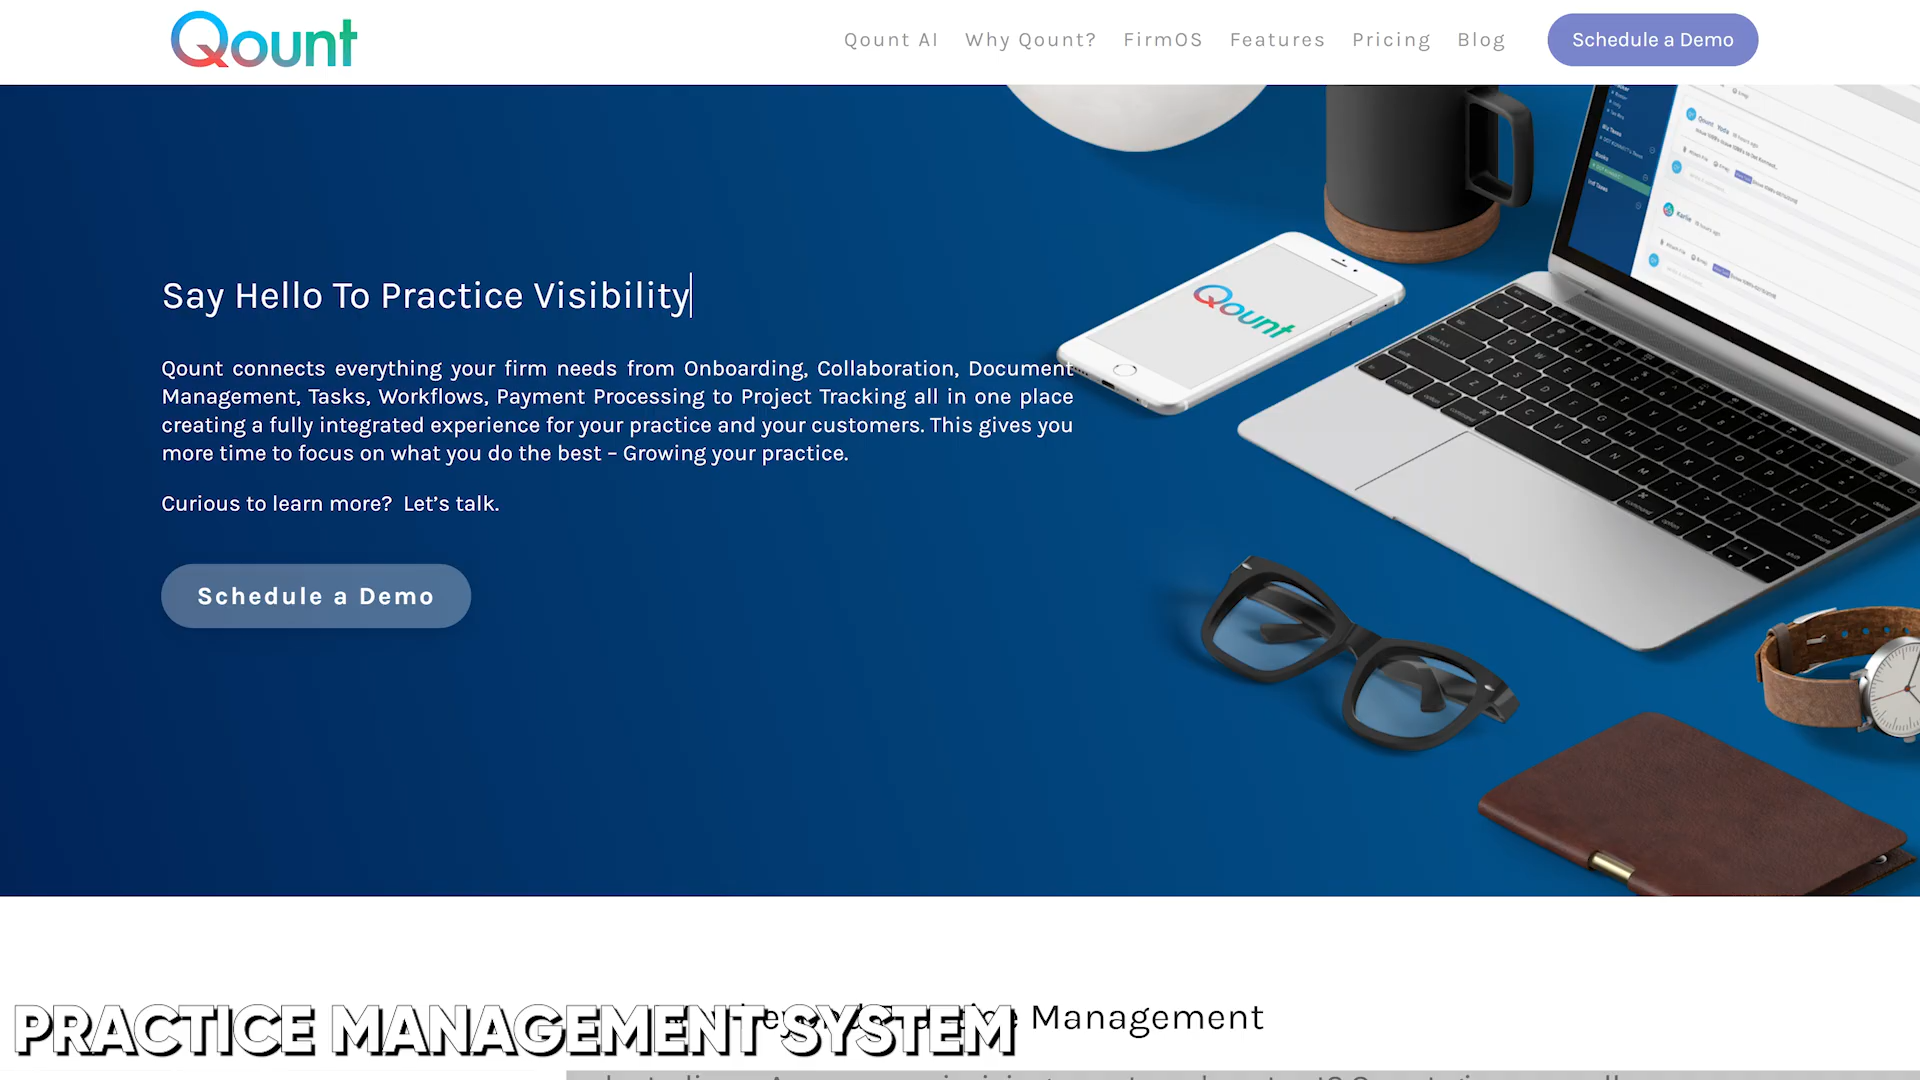 Qount
Qount AI Why Qount? FirmOS Features Pricing Blog Schedule a Demo
Say Hello To Practice Visibility
Qount
Qount connects everything your firm needs from Onboarding, Collaboration, Document
Management, Tasks, Workflows, Payment Processing to Project Tracking all in one place
creating a fully integrated experience for your practice and your customers. This gives you
more time to focus on what you do the best – Growing your practice.
Curious to learn more? Let’s talk.
Schedule a Demo
Management
PRACTICE MANAGEMENT SYSTEM